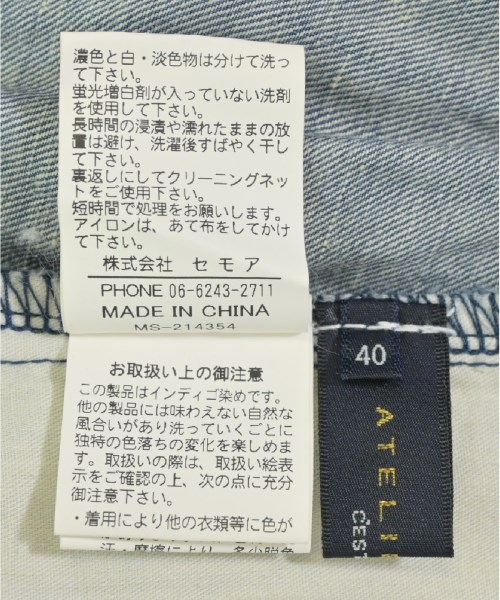 濃色と白・淡色物は分けて洗っ
て下さい。
蛍光増白剤が入っていない洗剤
を使用して下さい。
長時間の浸漬や濡れたままの放
置は避け、洗濯後すばやく干し
て下さい。
裏返しにしてクリーニングネッ
トをご使用下さい。
短時間で処理をお願いします。
アイロンは、あて布をしてかけ
て下さい。
株式会社 セモア
PHONE 06-6243-2711
MADE IN CHINA
MS-214354
お取扱い上の御注意
この製品はインディゴ染めです。
他の製品には味わえない自然な
風合いがあり洗っていくごとに
独特の色落ちの変化を楽しめま
す。取扱いの際は、取扱い絵表
示をご確認の上、次の点に充分
御注意下さい。
・着用により他の衣類等に色が
汗・摩擦により、多少脱色
40
ATELI
C'EST